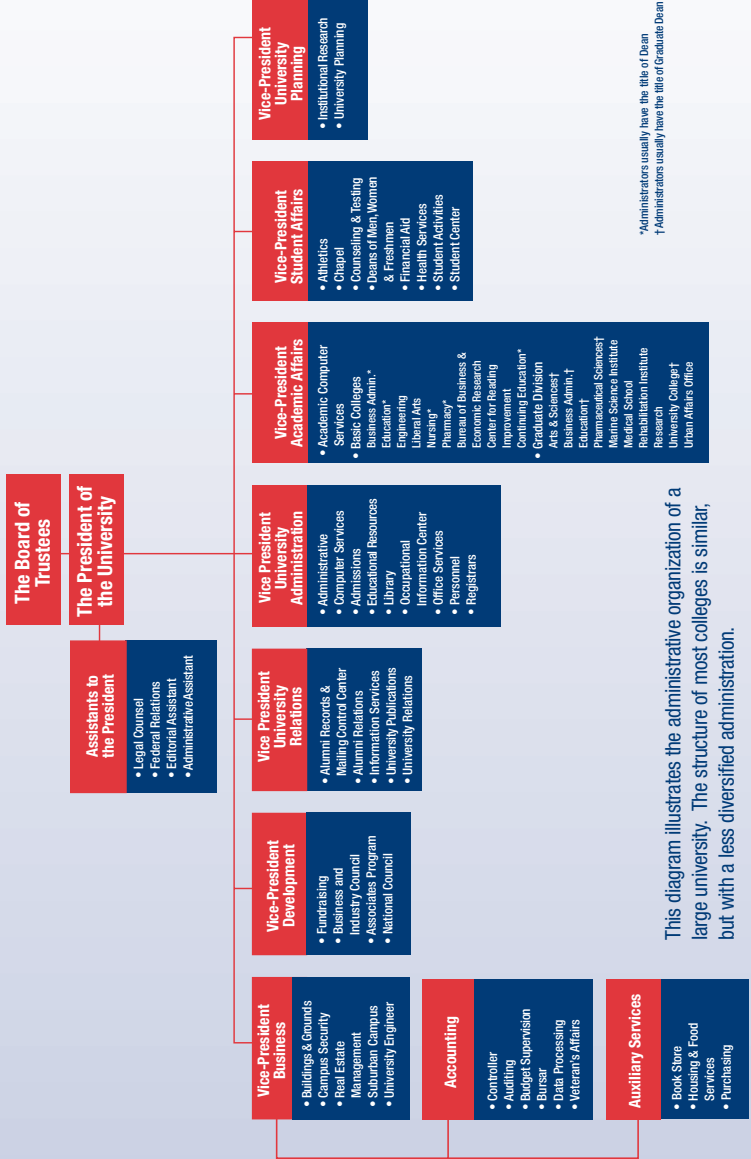 The Board of
Trustees
The President of
the University
Assistants to
the President
• Legal Counsel
• Federal Relations
• Editorial Assistant
• Administrative Assistant
Vice-President
Business
• Buildings & Grounds
• Campus Security
• Real Estate
Management
• Suburban Campus
• University Engineer
Accounting
• Controller
• Auditing
• Budget Supervision
• Bursar
• Data Processing
• Veteran's Affairs
Auxiliary Services
• Book Store
• Housing & Food
Services
• Purchasing
Vice-President
Development
• Fundraising
• Business and
Industry Council
• Associates Program
• National Council
Vice President
University
Relations
• Alumni Records &
Mailing Control Center
• Alumni Relations
• Information Services
• University Publications
• University Relations
Vice President
University
Administration
• Administrative
• Computer Services
• Admissions
• Educational Resources
• Library
• Occupational
Information Center
• Office Services
• Personnel
• Registrars
Vice-President
Academic Affairs
• Academic Computer
Services
• Basic Colleges
Business Admin.*
Education*
Engineering
Liberal Arts
Nursing*
Pharmacy*
Bureau of Business &
Economic Research
Center for Reading
Improvement
Continuing Education*
• Graduate Division
Arts & Sciences†
Business Admin.†
Education†
Pharmaceutical Sciences†
Marine Science Institute
Medical School
Rehabilitation Institute
Research
University College†
Urban Affairs Office
Vice-President
Student Affairs
• Athletics
• Chapel
• Counseling & Testing
• Deans of Men, Women
& Freshmen
• Financial Aid
• Health Services
• Student Activities
• Student Center
Vice-President
University
Planning
• Institutional Research
• University Planning
This diagram illustrates the administrative organization of a
large university. The structure of most colleges is similar,
but with a less diversified administration.
*Administrators usually have the title of Dean
† Administrators usually have the title of Graduate Dean